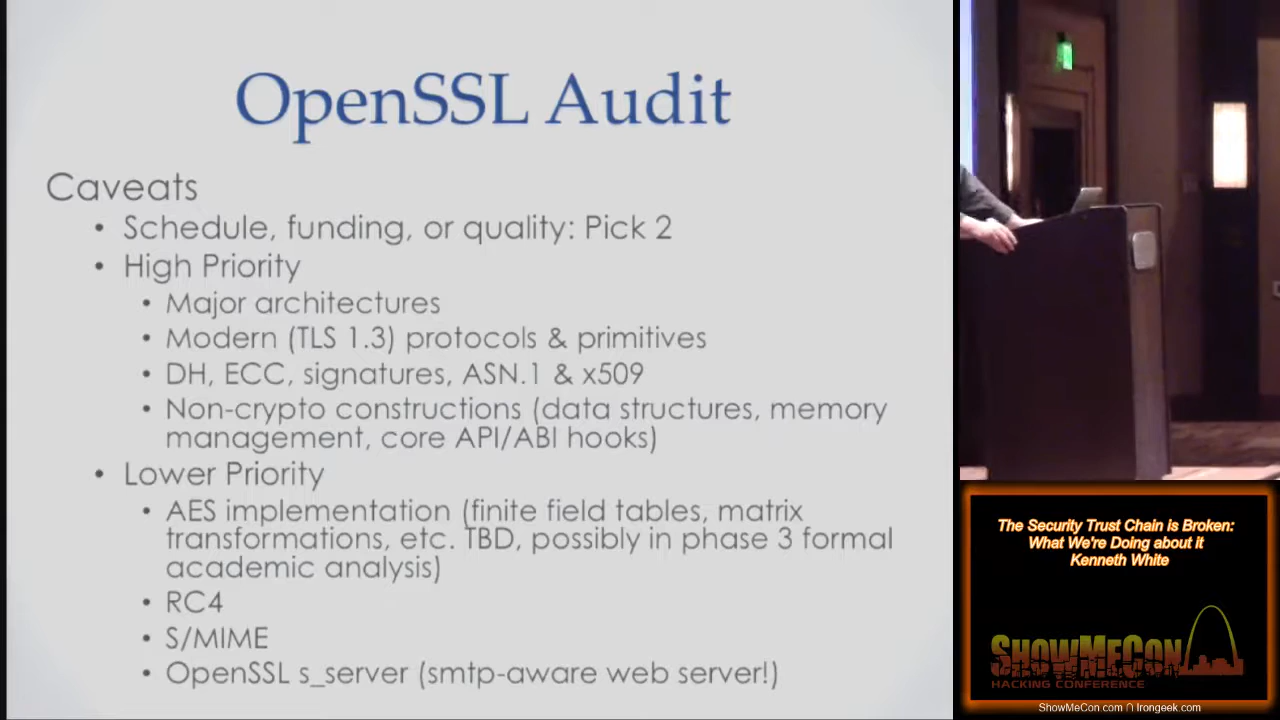 OpenSSL Audit
Caveats
• Schedule, funding, or quality: Pick 2
• High Priority
• Major architectures
• Modern (TLS 1.3) protocols & primitives
• DH, ECC, signatures, ASN.1 & x509
• Non-crypto constructions (data structures, memory
management, core API/ABI hooks)
• Lower Priority
• AES implementation (finite field tables, matrix
transformations, etc. TBD, possibly in phase 3 formal
academic analysis)
• RC4
• S/MIME
• OpenSSL s_server (smtp-aware web server!)
The Security Trust Chain is Broken:
What We're Doing about it
Kenneth White
ShowMeCon
HACKING CONFERENCE
ShowMeCon.com ∩ Irongeek.com